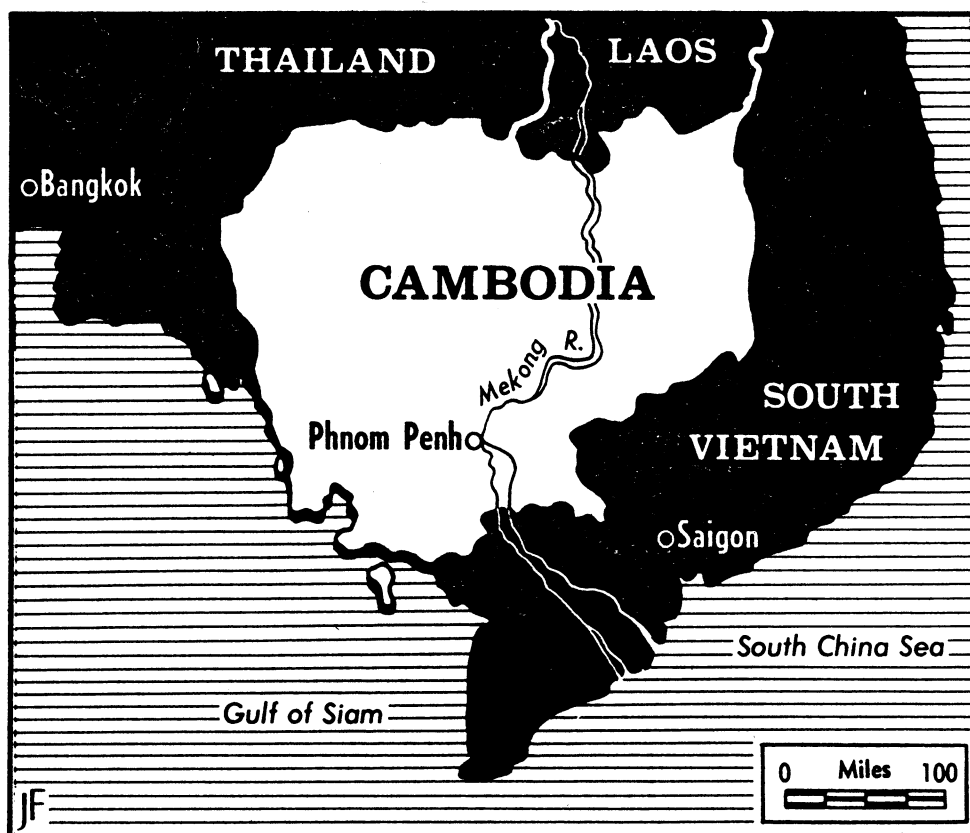 THAILAND
LAOS
Bangkok
CAMBODIA
Mekong R.
Phnom Penh
SOUTH
VIETNAM
Saigon
South China Sea
Gulf of Siam
0 Miles 100
JF